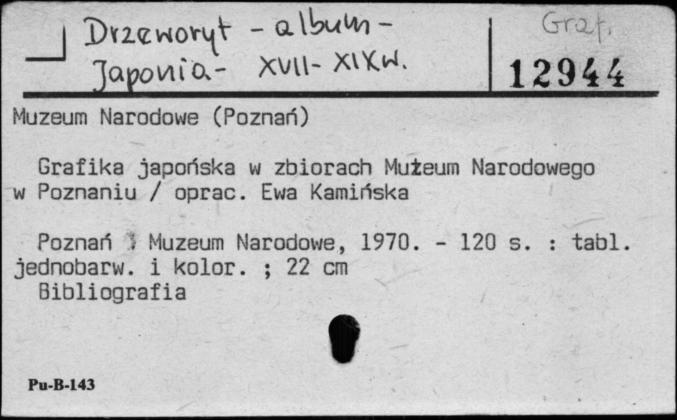 Drzeworyt - album -
Japonia - XVII - XIX w.
Graf.
12944
Muzeum Narodowe (Poznań)
Grafika japońska w zbiorach Muzeum Narodowego
w Poznaniu / oprac. Ewa Kamińska
Poznań : Muzeum Narodowe, 1970. - 120 s. : tabl.
jednobarw. i kolor. ; 22 cm
Bibliografia
Pu-B-143